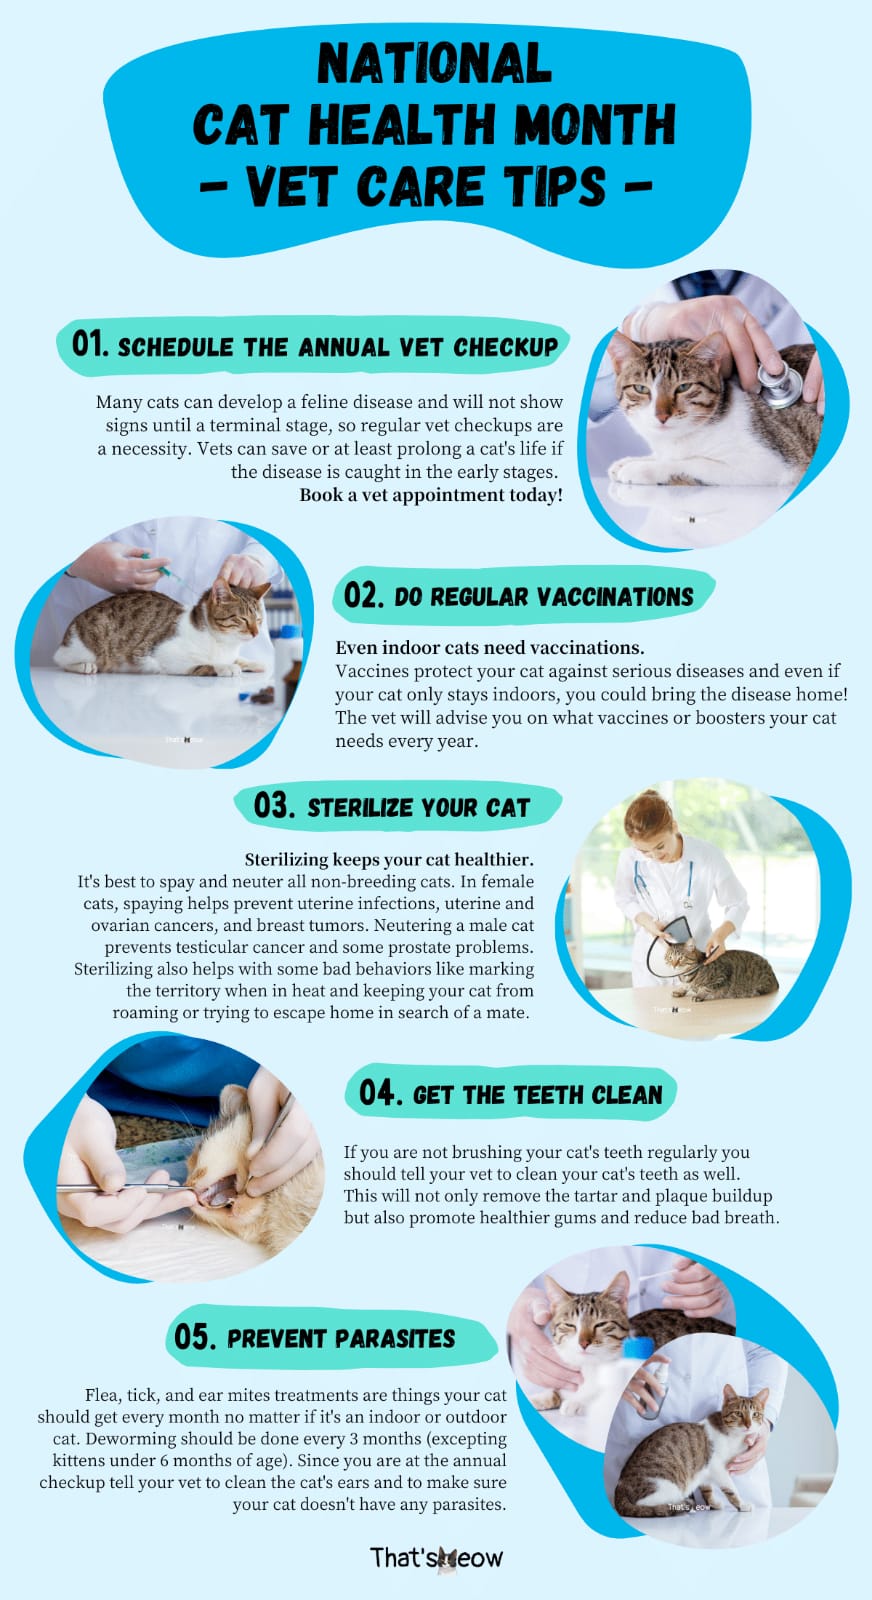 NATIONAL
CAT HEALTH MONTH
- VET CARE TIPS -
01. SCHEDULE THE ANNUAL VET CHECKUP
Many cats can develop a feline disease and will not show
signs until a terminal stage, so regular vet checkups are
a necessity. Vets can save or at least prolong a cat's life if
the disease is caught in the early stages.
Book a vet appointment today!
02. DO REGULAR VACCINATIONS
Even indoor cats need vaccinations.
Vaccines protect your cat against serious diseases and even if
your cat only stays indoors, you could bring the disease home!
The vet will advise you on what vaccines or boosters your cat
needs every year.
03. STERILIZE YOUR CAT
Sterilizing keeps your cat healthier.
It's best to spay and neuter all non-breeding cats. In female
cats, spaying helps prevent uterine infections, uterine and
ovarian cancers, and breast tumors. Neutering a male cat
prevents testicular cancer and some prostate problems.
Sterilizing also helps with some bad behaviors like marking
the territory when in heat and keeping your cat from
roaming or trying to escape home in search of a mate.
04. GET THE TEETH CLEAN
If you are not brushing your cat's teeth regularly you
should tell your vet to clean your cat's teeth as well.
This will not only remove the tartar and plaque buildup
but also promote healthier gums and reduce bad breath.
05. PREVENT PARASITES
Flea, tick, and ear mites treatments are things your cat
should get every month no matter if it's an indoor or outdoor
cat. Deworming should be done every 3 months (excepting
kittens under 6 months of age). Since you are at the annual
checkup tell your vet to clean the cat's ears and to make sure
your cat doesn't have any parasites.
That's Meow